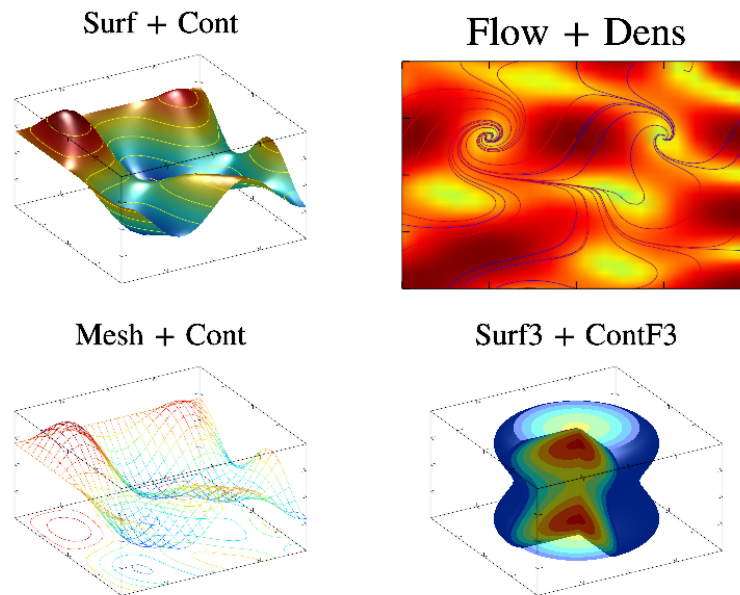 Surf + Cont
Flow + Dens
Mesh + Cont
Surf3 + ContF3